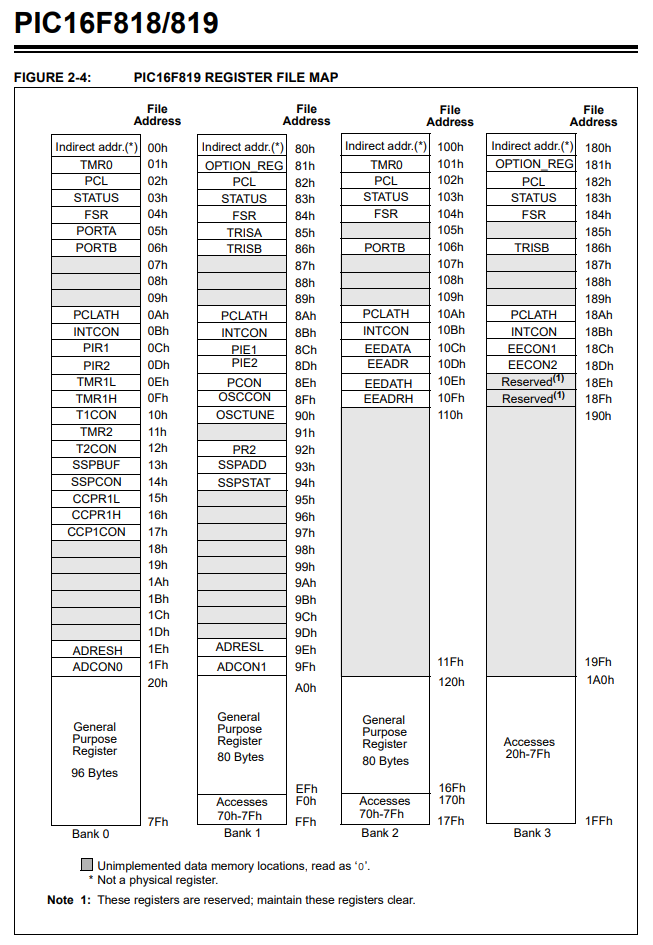 PIC16F818/819
FIGURE 2-4: PIC16F819 REGISTER FILE MAP
File Address File Address File Address File Address
Indirect addr.(*) 00h Indirect addr.(*) 80h Indirect addr.(*) 100h Indirect addr.(*) 180h
TMR0 01h OPTION_REG 81h TMR0 101h OPTION_REG 181h
PCL 02h PCL 82h PCL 102h PCL 182h
STATUS 03h STATUS 83h STATUS 103h STATUS 183h
FSR 04h FSR 84h FSR 104h FSR 184h
PORTA 05h TRISA 85h 105h 185h
PORTB 06h TRISB 86h PORTB 106h TRISB 186h
07h 87h 107h 187h
08h 88h 108h 188h
09h 89h 109h 189h
PCLATH 0Ah PCLATH 8Ah PCLATH 10Ah PCLATH 18Ah
INTCON 0Bh INTCON 8Bh INTCON 10Bh INTCON 18Bh
PIR1 0Ch PIE1 8Ch EEDATA 10Ch EECON1 18Ch
PIR2 0Dh PIE2 8Dh EEADR 10Dh EECON2 18Dh
TMR1L 0Eh PCON 8Eh EEDATH 10Eh Reserved(1) 18Eh
TMR1H 0Fh OSCCON 8Fh EEADRH 10Fh Reserved(1) 18Fh
T1CON 10h OSCTUNE 90h 110h 190h
TMR2 11h 91h
T2CON 12h PR2 92h
SSPBUF 13h SSPADD 93h
SSPCON 14h SSPSTAT 94h
CCPR1L 15h 95h
CCPR1H 16h 96h
CCP1CON 17h 97h
18h 98h
19h 99h
1Ah 9Ah
1Bh 9Bh
1Ch 9Ch
1Dh 9Dh
ADRESH 1Eh ADRESL 9Eh
ADCON0 1Fh ADCON1 9Fh 11Fh 19Fh
20h A0h 120h 1A0h
General Purpose Register 96 Bytes
General Purpose Register 80 Bytes
General Purpose Register 80 Bytes
Accesses 20h-7Fh
EFh 16Fh
Accesses 70h-7Fh F0h Accesses 70h-7Fh 170h
7Fh FFh 17Fh 1FFh
Bank 0 Bank 1 Bank 2 Bank 3
Unimplemented data memory locations, read as ‘0’.
* Not a physical register.
Note 1: These registers are reserved; maintain these registers clear.